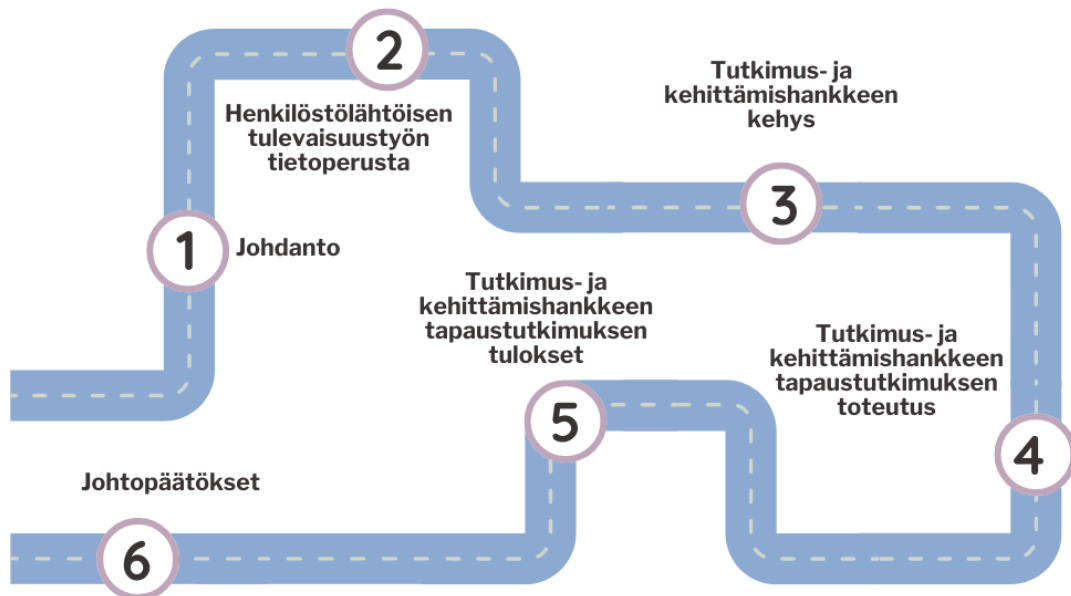 1
Johdanto
2
Henkilöstölähtöisen
tulevaisuustyön
tietoperusta
Tutkimus- ja
kehittämishankkeen
kehys
3
Tutkimus- ja
kehittämishankkeen
tapaustutkimuksen
toteutus
4
Tutkimus- ja
kehittämishankkeen
tapaustutkimuksen
tulokset
5
Johtopäätökset
6